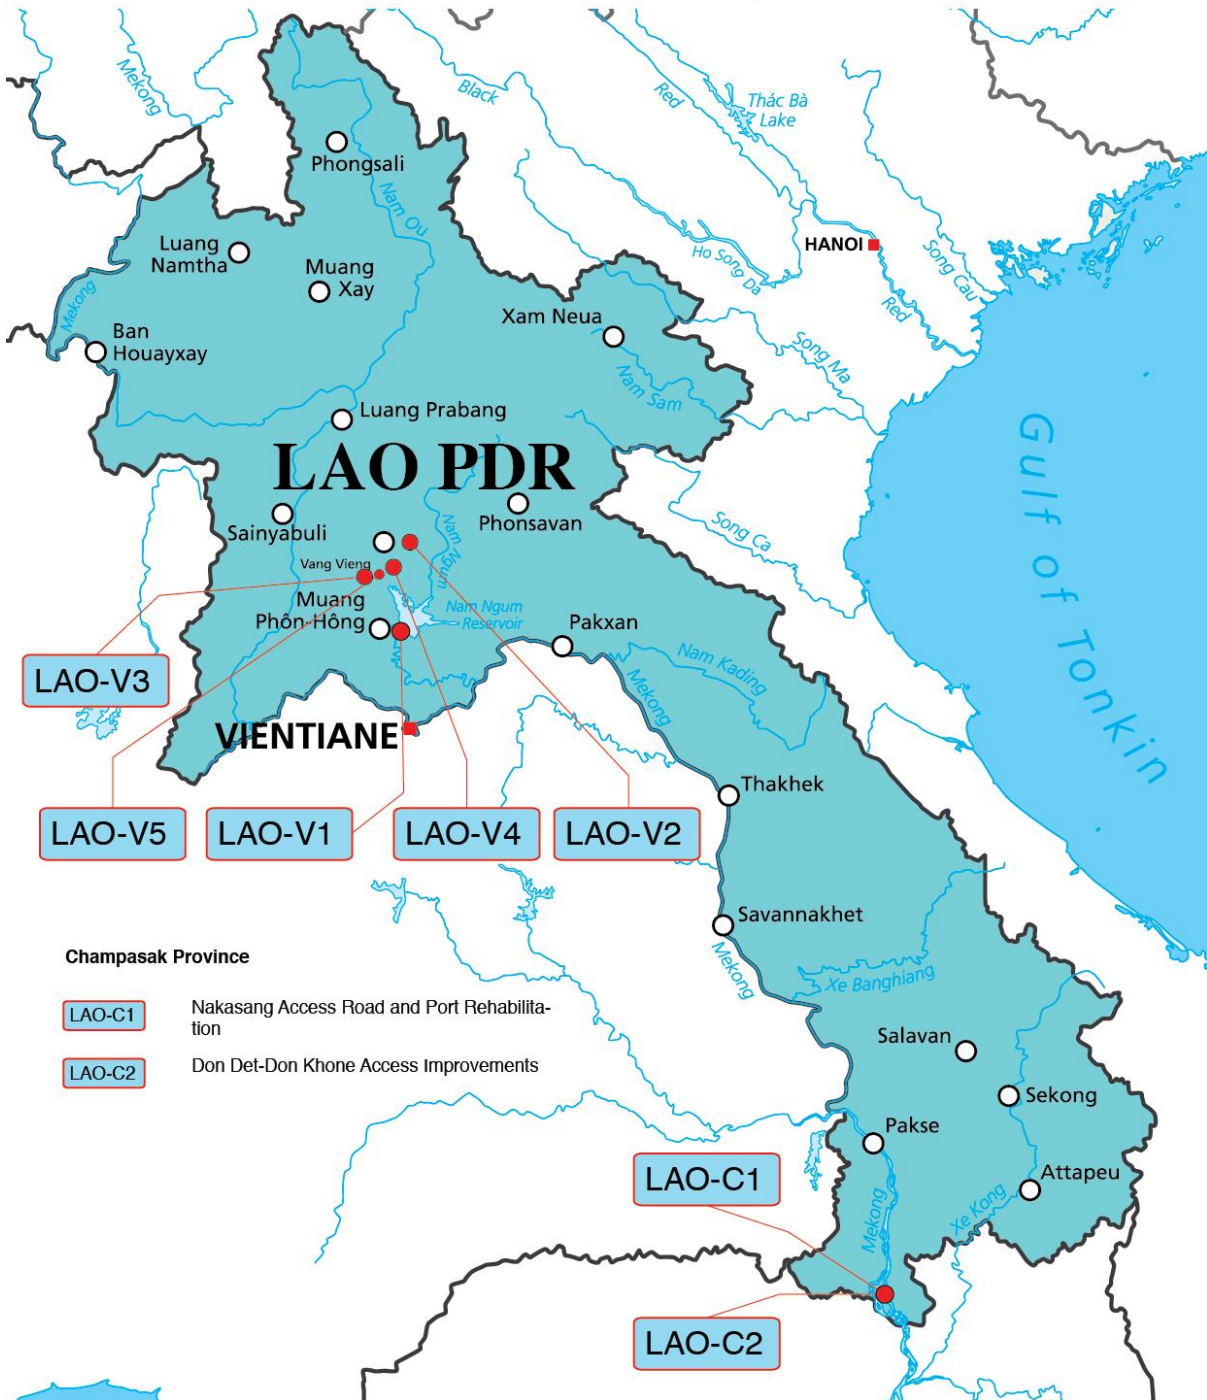 Mekong
Black
Red
Thác Bà
Lake
Phongsali
Nam Ou
Luang
Namtha
Muang
Xay
HANOI
Ho Song Da
Song Cau
Red
Mekong
Ban
Houayxay
Xam Neua
Song Ma
Nam Sam
Luang Prabang
LAO PDR
Gulf of Tonkin
Sainyabuli
Phonsavan
Nam Ngum
Song Ca
Vang Vieng
Muang
Phôn-Hông
Nam Ngum
Reservoir
Pakxan
Nam Kading
Mekong
LAO-V3
VIENTIANE
Thakhek
LAO-V5
LAO-V1
LAO-V4
LAO-V2
Savannakhet
Mekong
Xe Banghiang
Champasak Province
LAO-C1
Nakasang Access Road and Port Rehabilita-
tion
LAO-C2
Don Det-Don Khone Access Improvements
Salavan
Sekong
Pakse
Attapeu
LAO-C1
Mekong
Xe Kong
LAO-C2